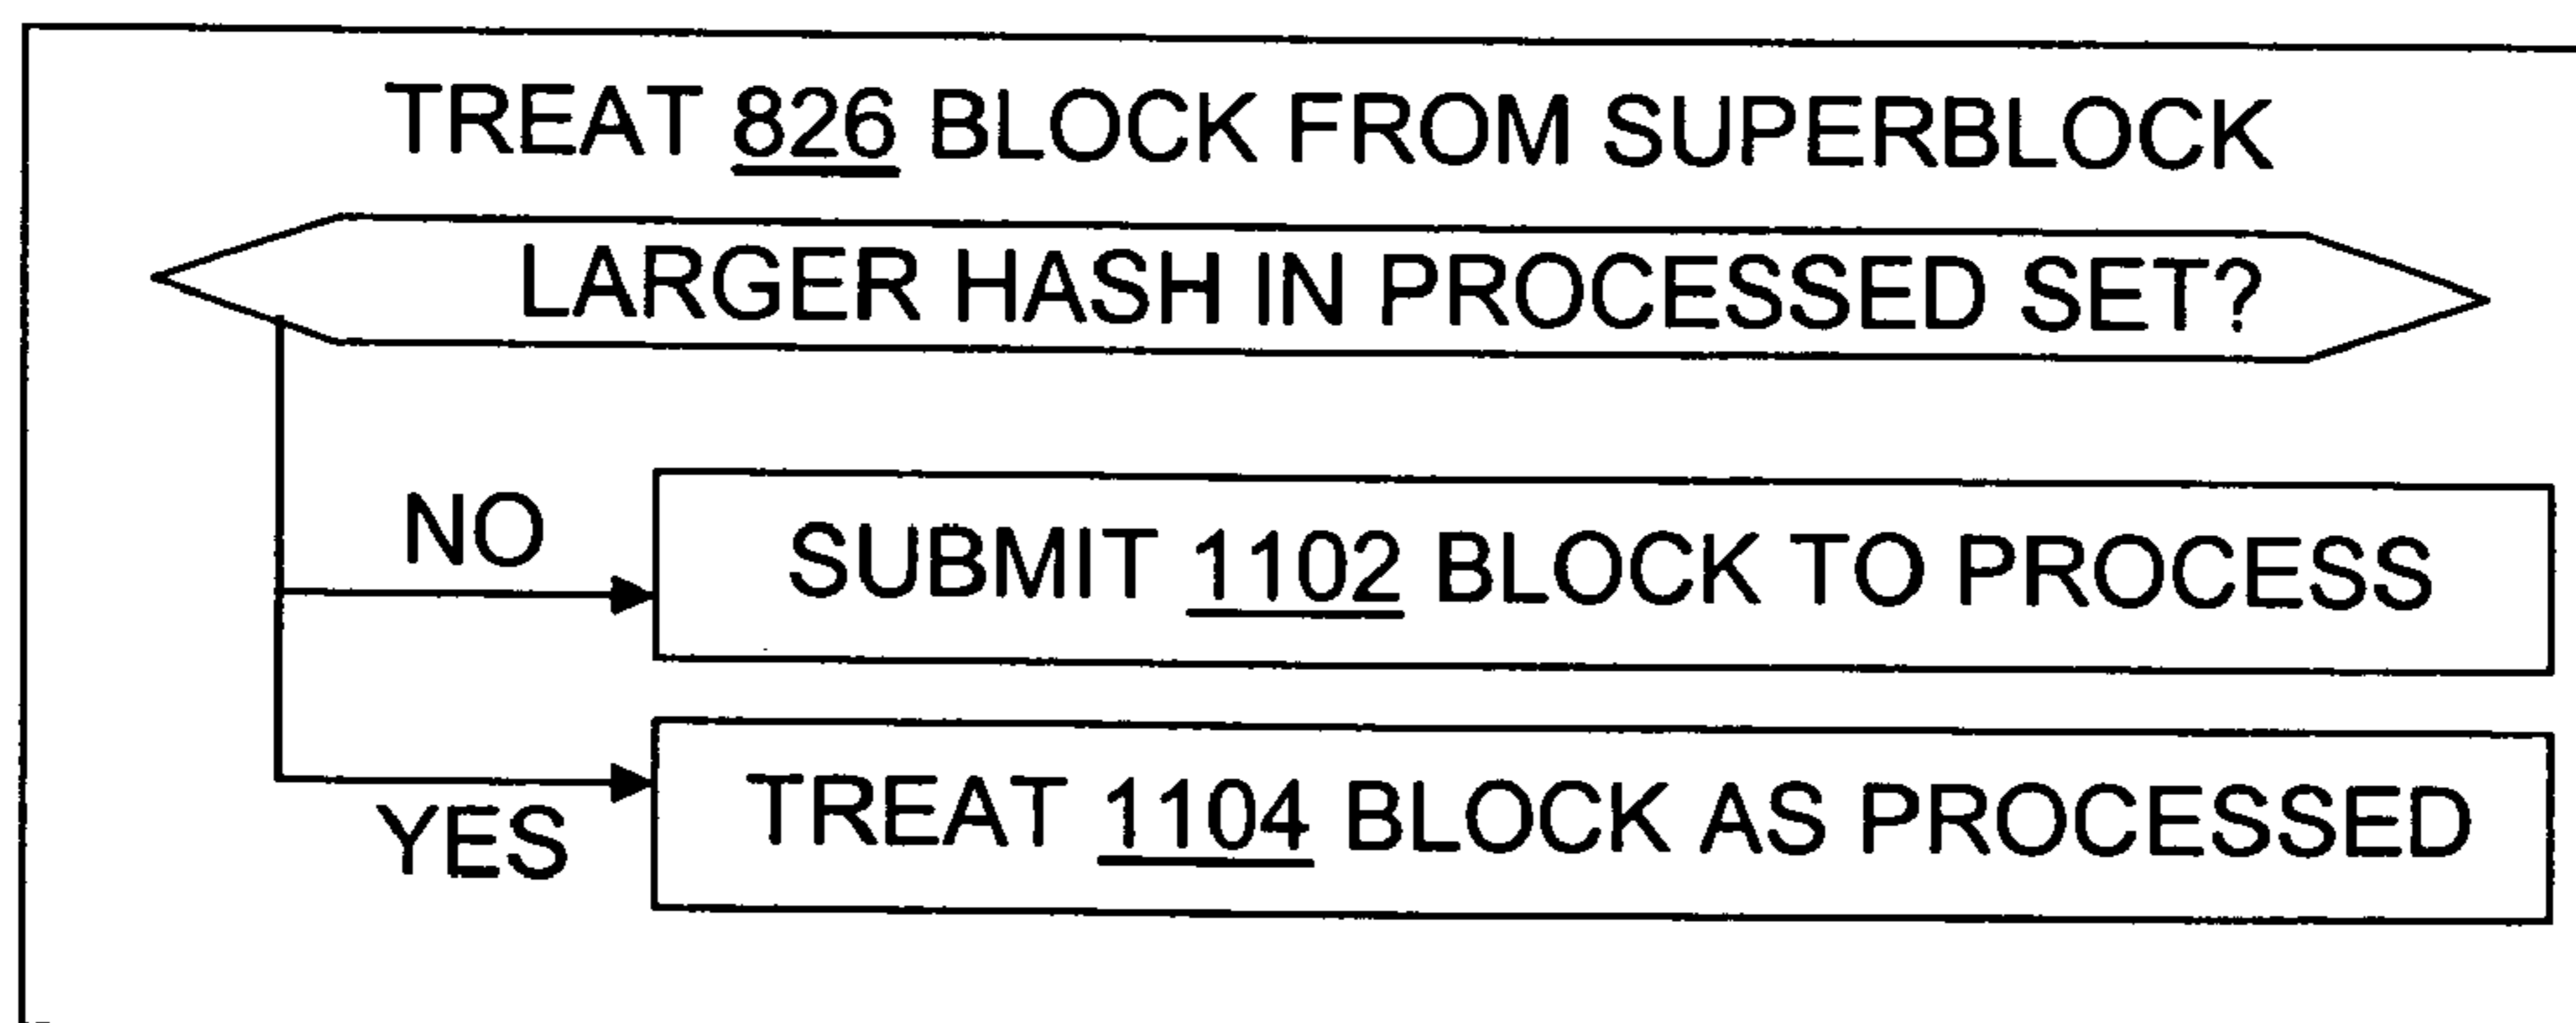 TREAT 826 BLOCK FROM SUPERBLOCK
LARGER HASH IN PROCESSED SET?
NO
SUBMIT 1102 BLOCK TO PROCESS
YES
TREAT 1104 BLOCK AS PROCESSED